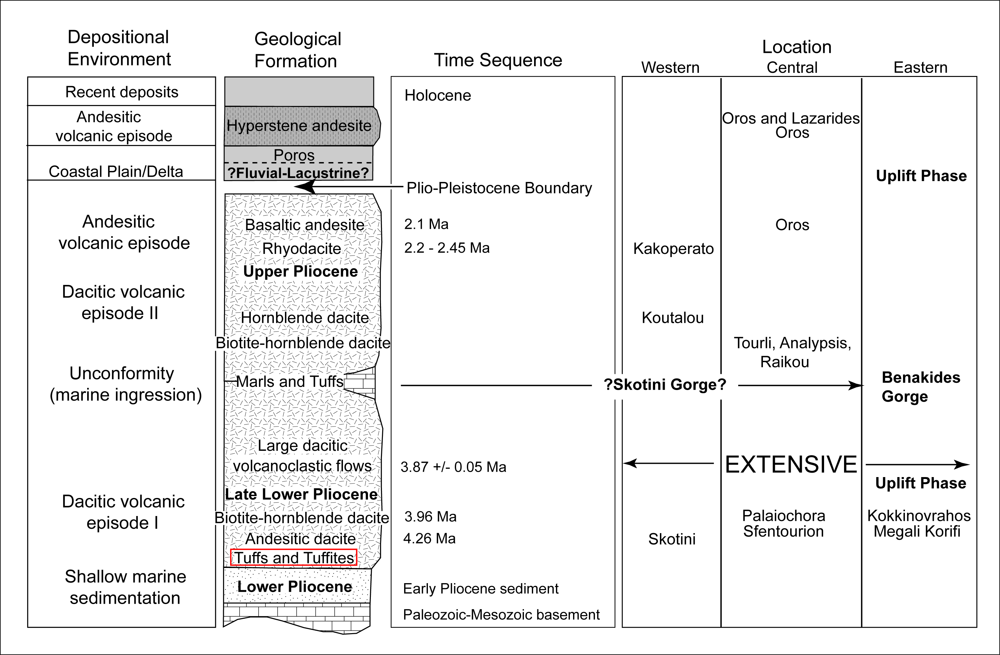 Depositional
Environment
Geological
Formation
Time Sequence
Location
Western
Central
Eastern
Recent deposits
Holocene
Andesitic
volcanic episode
Hyperstene andesite
Oros and Lazarides
Oros
Poros
Coastal Plain/Delta
?Fluvial-Lacustrine?
Uplift Phase
Plio-Pleistocene Boundary
Andesitic
volcanic episode
Basaltic andesite
2.1 Ma
Oros
Rhyodacite
2.2 - 2.45 Ma
Kakoperato
Upper Pliocene
Dacitic volcanic
episode II
Hornblende dacite
Koutalou
Biotite-hornblende dacite
Tourli, Analypsis,
Raikou
Unconformity
(marine ingression)
Marls and Tuffs
?Skotini Gorge?
Benakides
Gorge
Large dacitic
volcanoclastic flows
3.87 +/- 0.05 Ma
EXTENSIVE
Uplift Phase
Late Lower Pliocene
Dacitic volcanic
episode I
Biotite-hornblende dacite
3.96 Ma
Palaiochora
Sfentourion
Kokkinovrahos
Megali Korifi
Andesitic dacite
4.26 Ma
Skotini
Tuffs and Tuffites
Shallow marine
sedimentation
Lower Pliocene
Early Pliocene sediment
Paleozoic-Mesozoic basement